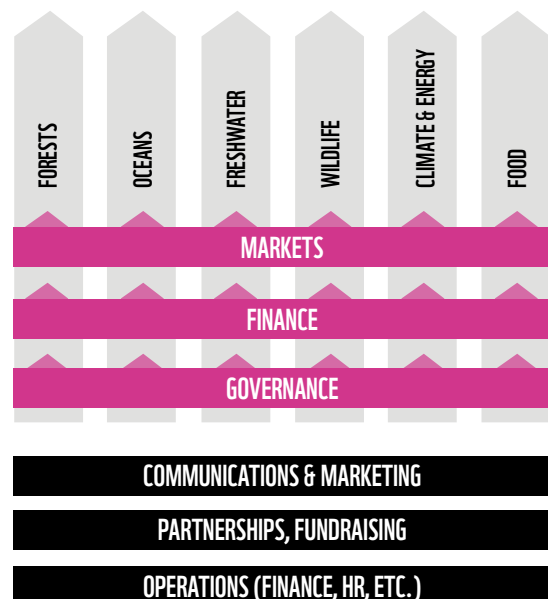 FORESTS
OCEANS
FRESHWATER
WILDLIFE
CLIMATE & ENERGY
FOOD
MARKETS
FINANCE
GOVERNANCE
COMMUNICATIONS & MARKETING
PARTNERSHIPS, FUNDRAISING
OPERATIONS (FINANCE, HR, ETC.)